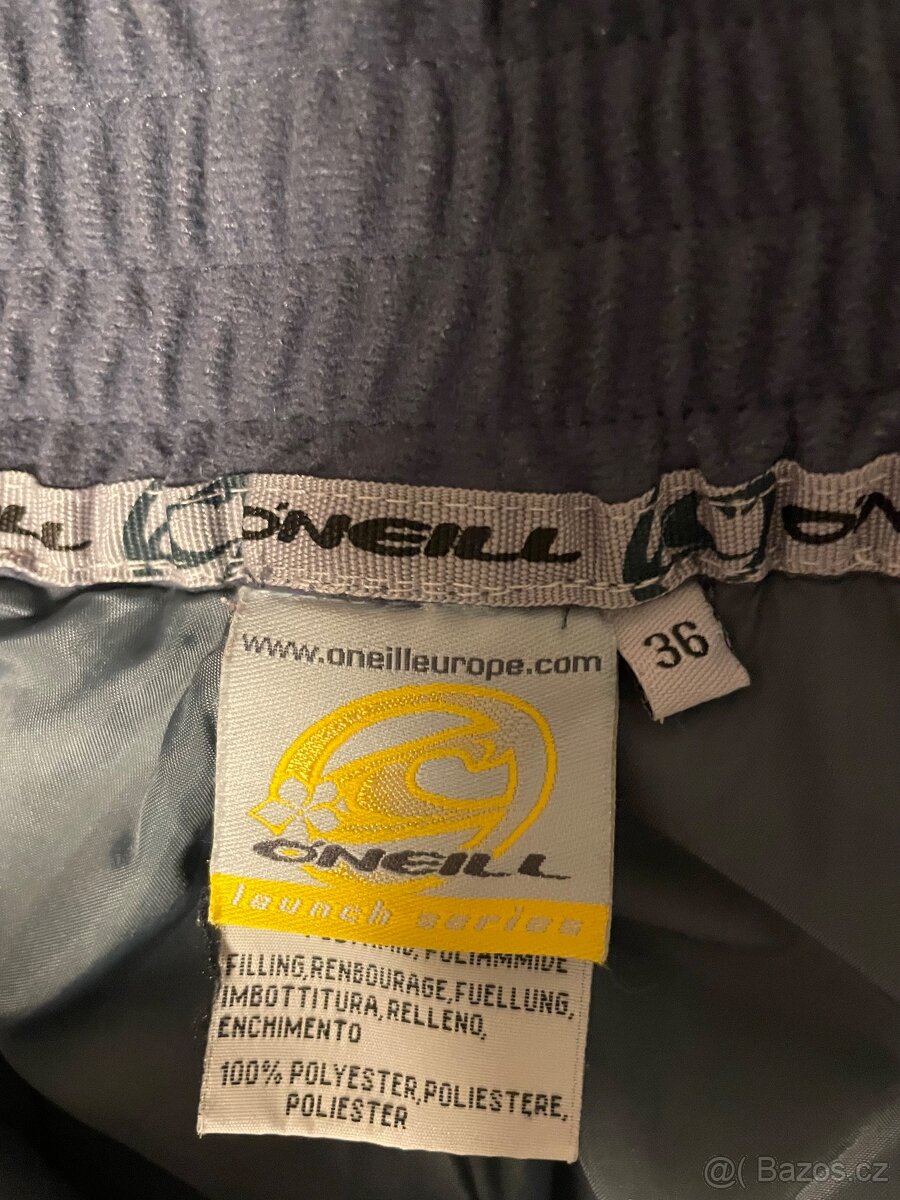 O'NEILL
www.oneilleurope.com
36
O'NEILL
launch series
POLIAMMIDE
FILLING,RENBOURAGE,FUELLUNG,
IMBOTTITURA,RELLENO,
ENCHIMENTO
100% POLYESTER,POLIESTERE,
POLIESTER
@( Bazos.cz